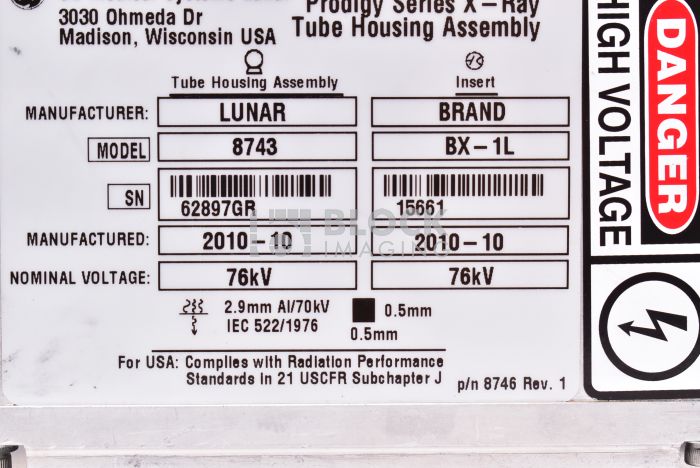 3030 Ohmeda Dr
Madison, Wisconsin USA
Prodigy Series X-Ray
Tube Housing Assembly
Tube Housing Assembly
Insert
MANUFACTURER: LUNAR BRAND
MODEL 8743 BX-1L
SN 62897GR 15661
MANUFACTURED: 2010-10 2010-10
NOMINAL VOLTAGE: 76kV 76kV
2.9mm Al/70kV 0.5mm
IEC 522/1976 0.5mm
For USA: Complies with Radiation Performance
Standards in 21 USCFR Subchapter J
p/n 8746 Rev. 1
DANGER
HIGH VOLTAGE
BLOCK
IMAGING